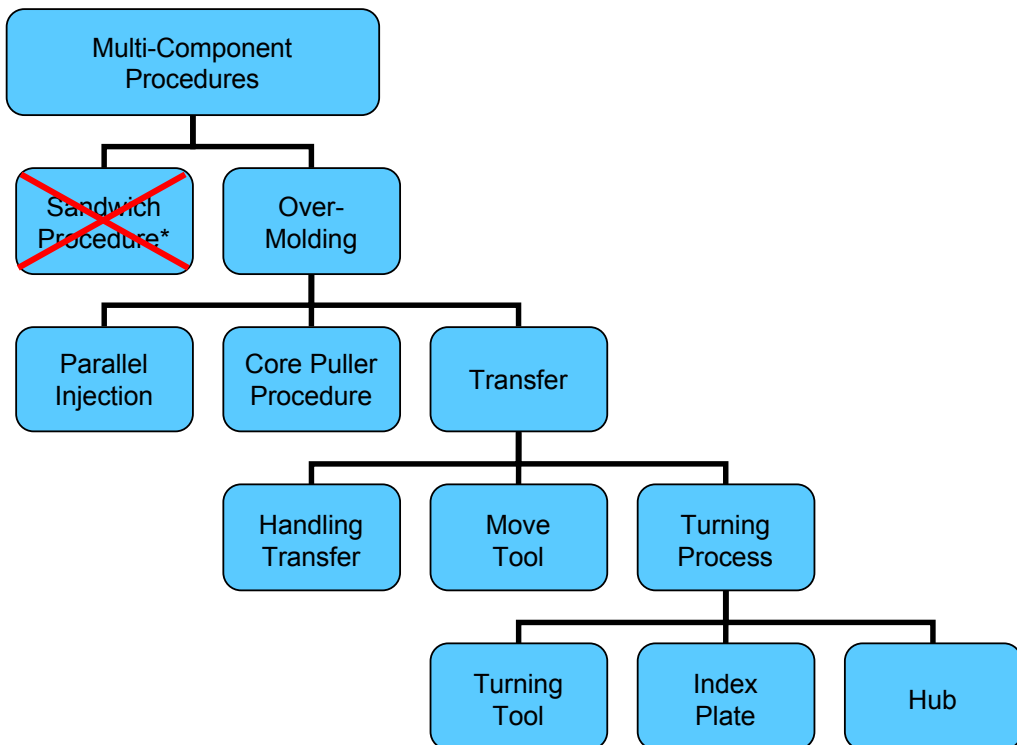 Multi-Component
Procedures
Sandwich
Procedure*
Over-
Molding
Parallel
Injection
Core Puller
Procedure
Transfer
Handling
Transfer
Move
Tool
Turning
Process
Turning
Tool
Index
Plate
Hub